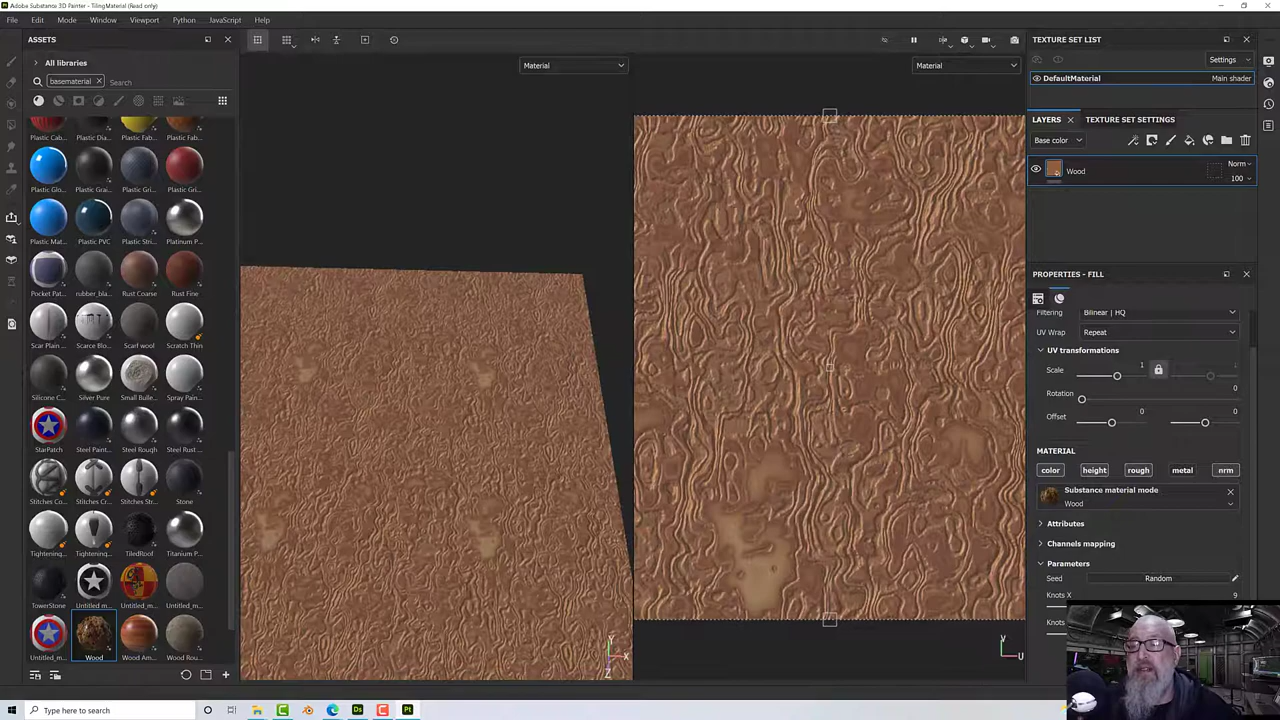 Adobe Substance 3D Painter - TilingMaterial (Read only)
File Edit Mode Window Viewport Python JavaScript Help
ASSETS
All libraries
basematerial
Search
Plastic Cab...
Plastic Dia...
Plastic Fab...
Plastic Fab...
Plastic Glo...
Plastic Grai...
Plastic Gri...
Plastic Gri...
Plastic Mat...
Plastic PVC
Plastic Stri...
Platinum P...
Pocket Pat...
rubber_bla...
Rust Coarse
Rust Fine
Scar Plain ...
Scarce Bloo...
Scarf wool
Scratch Thin
Silicone C...
Silver Pure
Small Bulle...
Spray Pain...
StarPatch
Steel Paint...
Steel Rough
Steel Rust ...
Stitches Co...
Stitches Cr...
Stitches Str...
Stone
Tightening...
Tightening...
TiledRoof
Titanium P...
TowerStone
Untitled_m...
Untitled_m...
Untitled_m...
Untitled_m...
Wood
Wood Am...
Wood Rou...
Material
Material
Y
X
Z
V
U
TEXTURE SET LIST
Settings
DefaultMaterial
Main shader
LAYERS
TEXTURE SET SETTINGS
Base color
Wood
Norm
100
PROPERTIES - FILL
Filtering
Bilinear | HQ
UV Wrap
Repeat
UV transformations
Scale
1
1
Rotation
0
Offset
0
0
MATERIAL
color
height
rough
metal
nrm
Substance material mode
Wood
Attributes
Channels mapping
Parameters
Seed
Random
Knots X
9
Knots
Type here to search
Ds
Pt